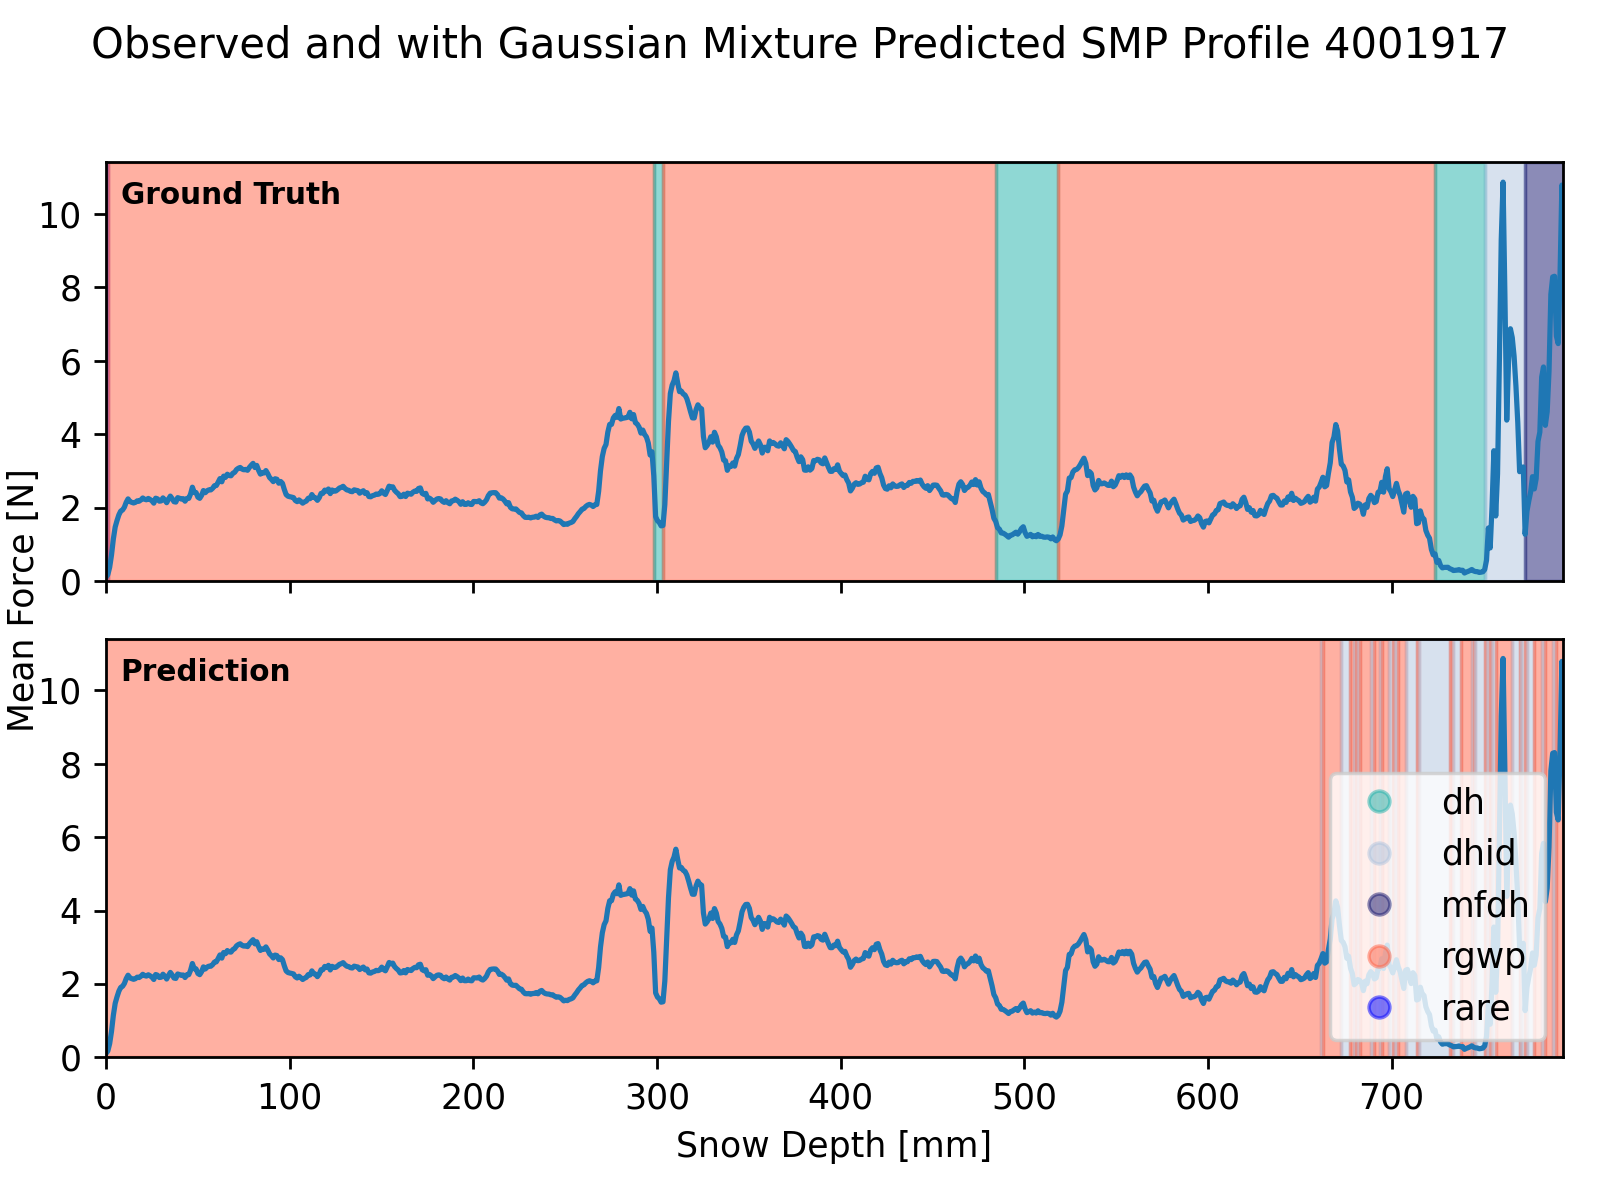 Observed and with Gaussian Mixture Predicted SMP Profile 4001917
Ground Truth
10
8
6
4
2
0
Mean Force [N]
Prediction
10
8
6
4
2
0
dh
dhid
mfdh
rgwp
rare
0 100 200 300 400 500 600 700
Snow Depth [mm]